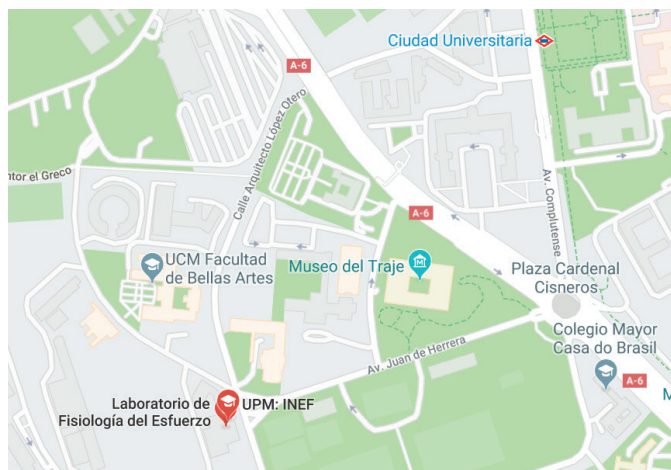 Ciudad Universitaria
A-6
Calle Arquitecto López Otero
ntor el Greco
A-6
Av. Complutense
UCM Facultad
de Bellas Artes
Museo del Traje
Plaza Cardenal
Cisneros
Av. Juan de Herrera
Colegio Mayor
Casa do Brasil
A-6
M
Laboratorio de
Fisiología del Esfuerzo
UPM: INEF